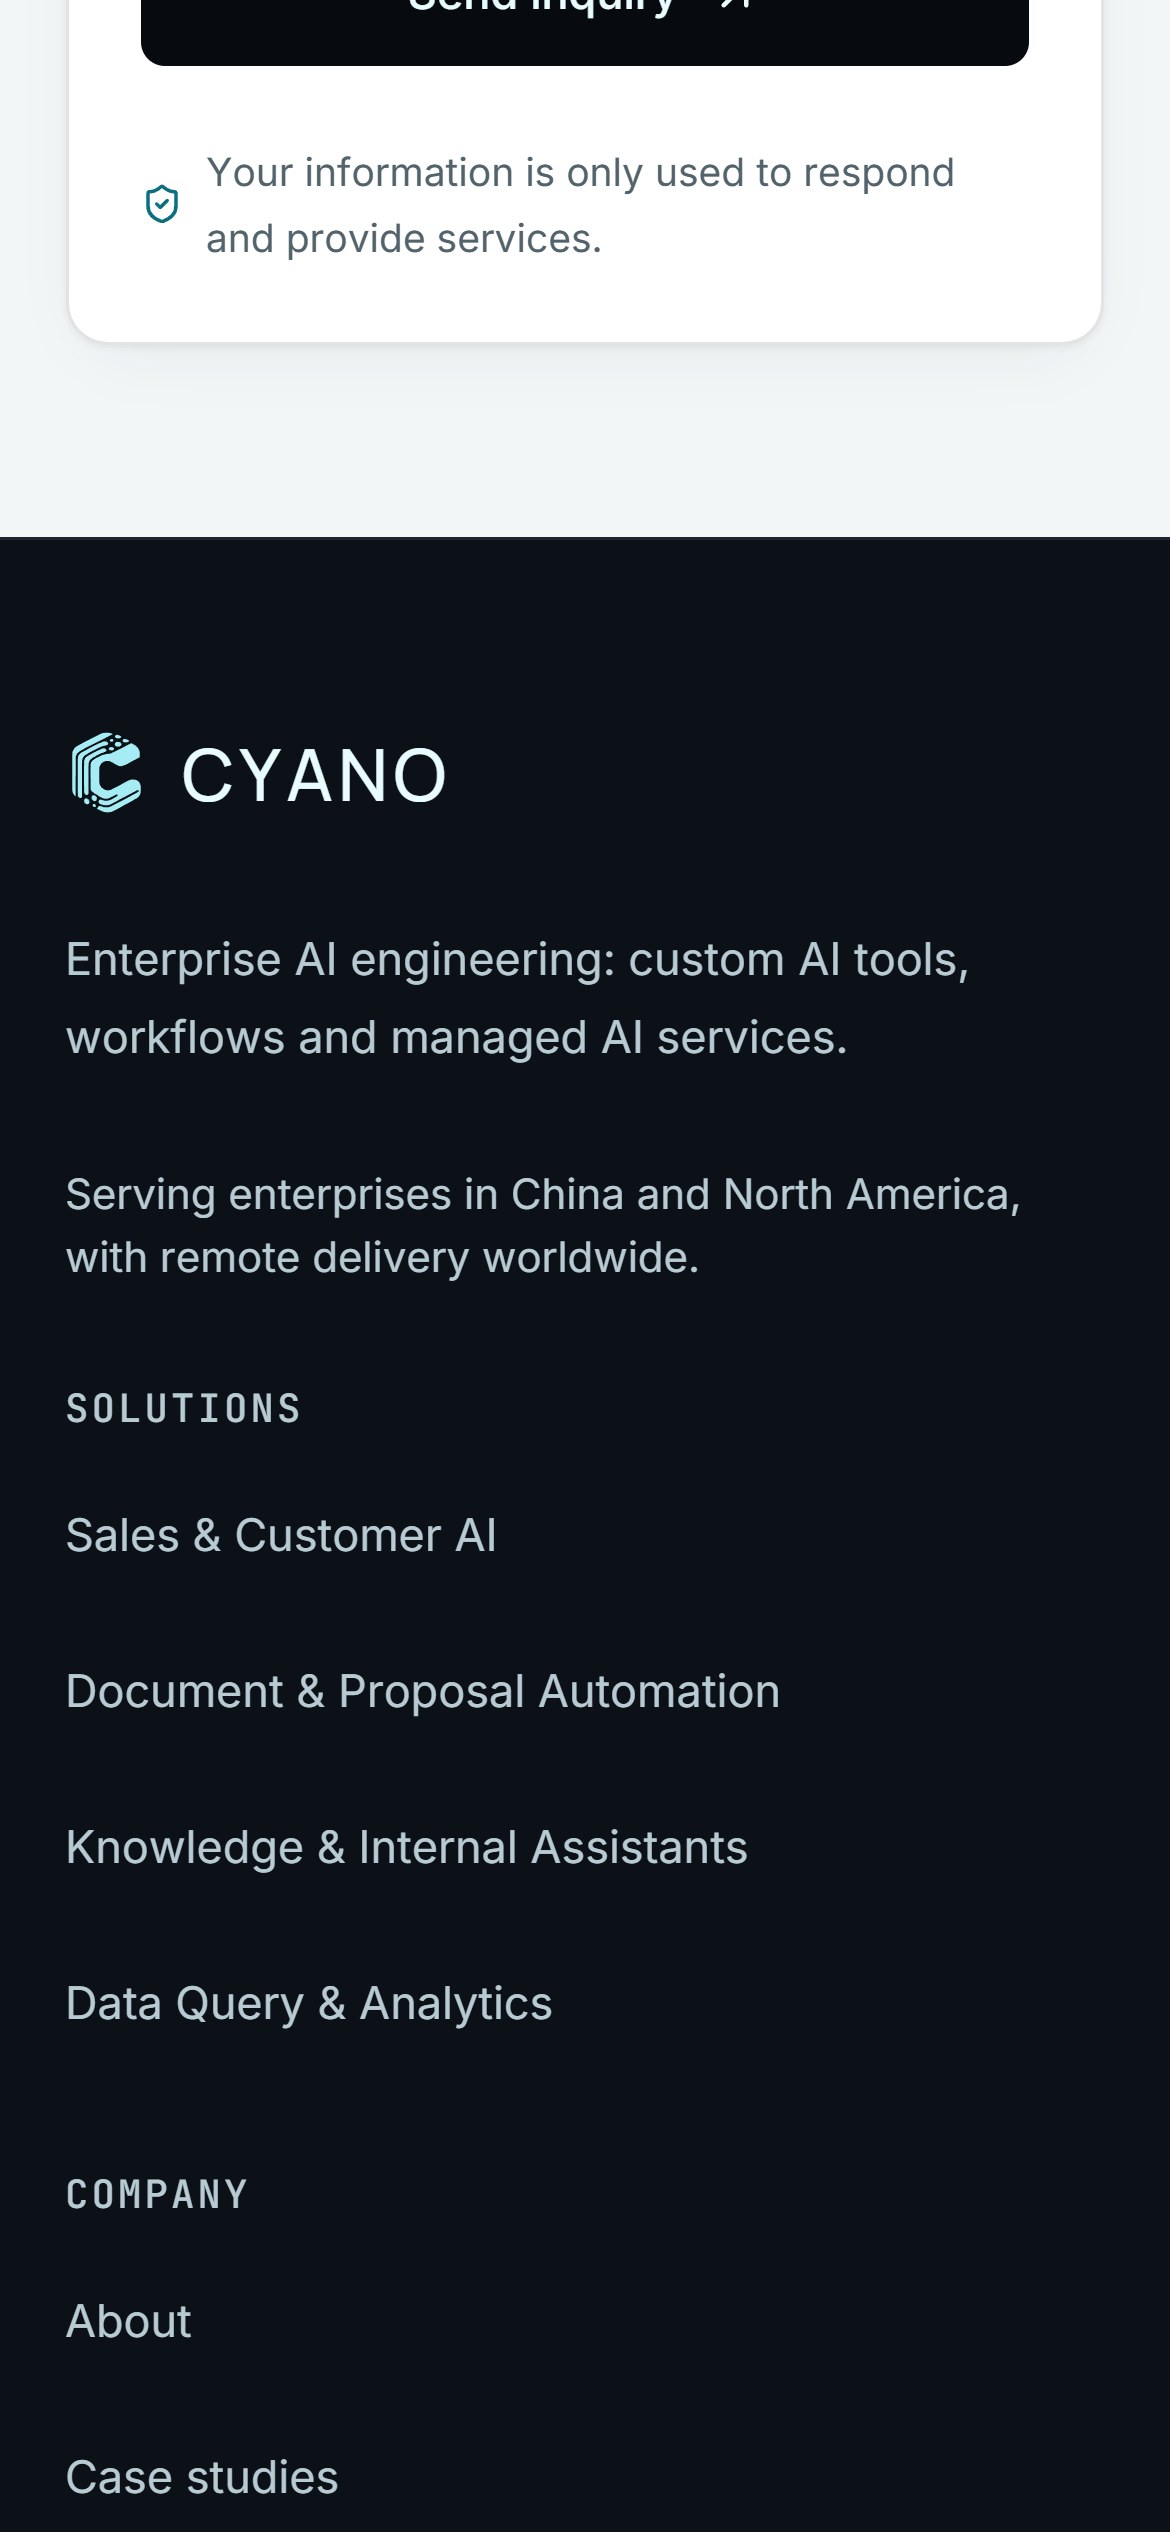 Send inquiry
Your information is only used to respond
and provide services.
CYANO
Enterprise AI engineering: custom AI tools,
workflows and managed AI services.
Serving enterprises in China and North America,
with remote delivery worldwide.
SOLUTIONS
Sales & Customer AI
Document & Proposal Automation
Knowledge & Internal Assistants
Data Query & Analytics
COMPANY
About
Case studies